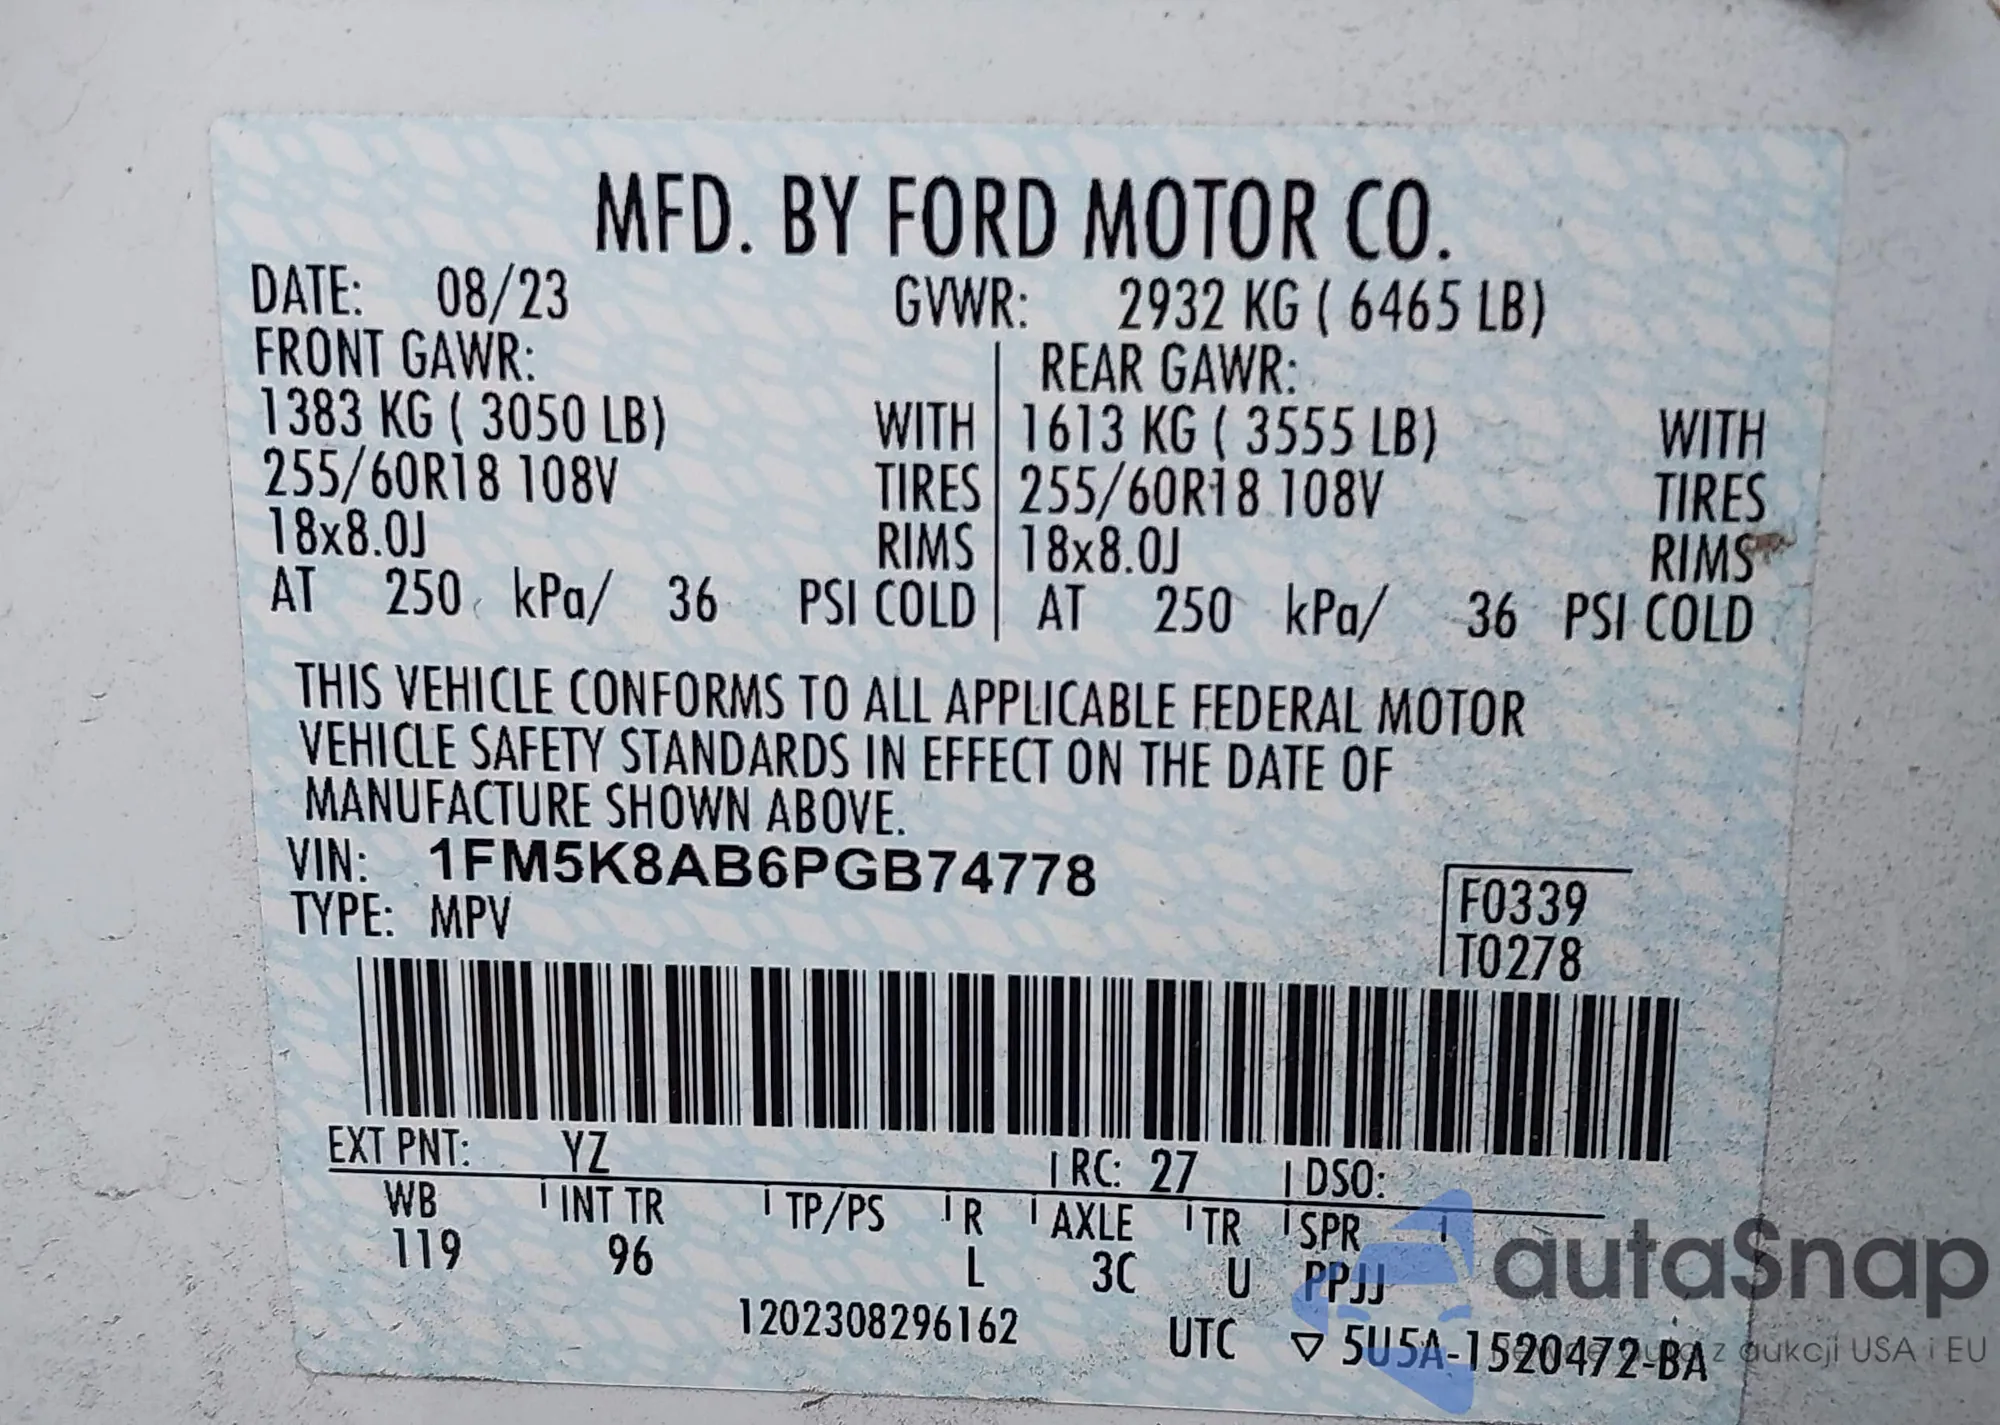 MFD. BY FORD MOTOR CO.
DATE: 08/23 GVWR: 2932 KG ( 6465 LB)
FRONT GAWR: REAR GAWR:
1383 KG ( 3050 LB) WITH 1613 KG ( 3555 LB) WITH
255/60R18 108V TIRES 255/60R18 108V TIRES
18x8.0J RIMS 18x8.0J RIMS
AT 250 kPa/ 36 PSI COLD AT 250 kPa/ 36 PSI COLD
THIS VEHICLE CONFORMS TO ALL APPLICABLE FEDERAL MOTOR
VEHICLE SAFETY STANDARDS IN EFFECT ON THE DATE OF
MANUFACTURE SHOWN ABOVE.
VIN: 1FM5K8AB6PGB74778
TYPE: MPV
F0339
T0278
EXT PNT: YZ RC: 27 DSO:
WB INT TR TP/PS R AXLE TR SPR
119 96 L 3C U PPJJ
1202308296162 UTC ▽ 5U5A-1520472-BA
autaSnap
z aukcji USA i EU